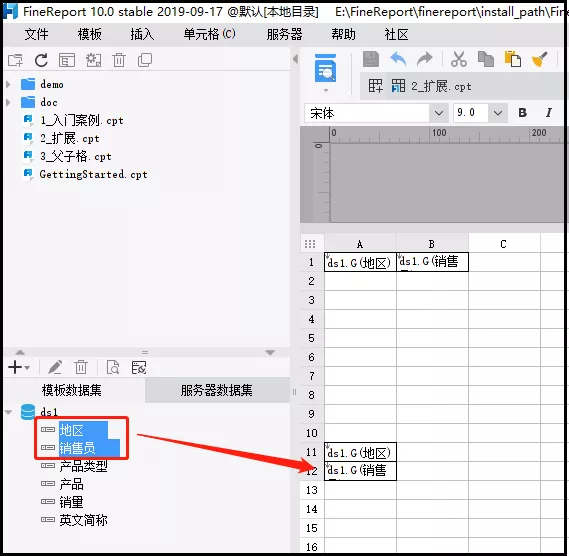 FineReport 10.0 stable 2019-09-17 @默认[本地目录] E:\FineReport\finereport\install_path\Fine
文件 模板 插入 单元格(C) 服务器 帮助 社区
demo
doc
1_入门案例.cpt
2_扩展.cpt
3_父子格.cpt
GettingStarted.cpt
模板数据集 服务器数据集
ds1
地区
销售员
产品类型
产品
销量
英文简称
2_扩展.cpt
宋体 9.0 B I
0 100 200
0
A B C
1 ds1.G(地区) ds1.G(销售
2
3
4
5
6
7
8
9
10
11 ds1.G(地区)
12 ds1.G(销售
13
14
15
16